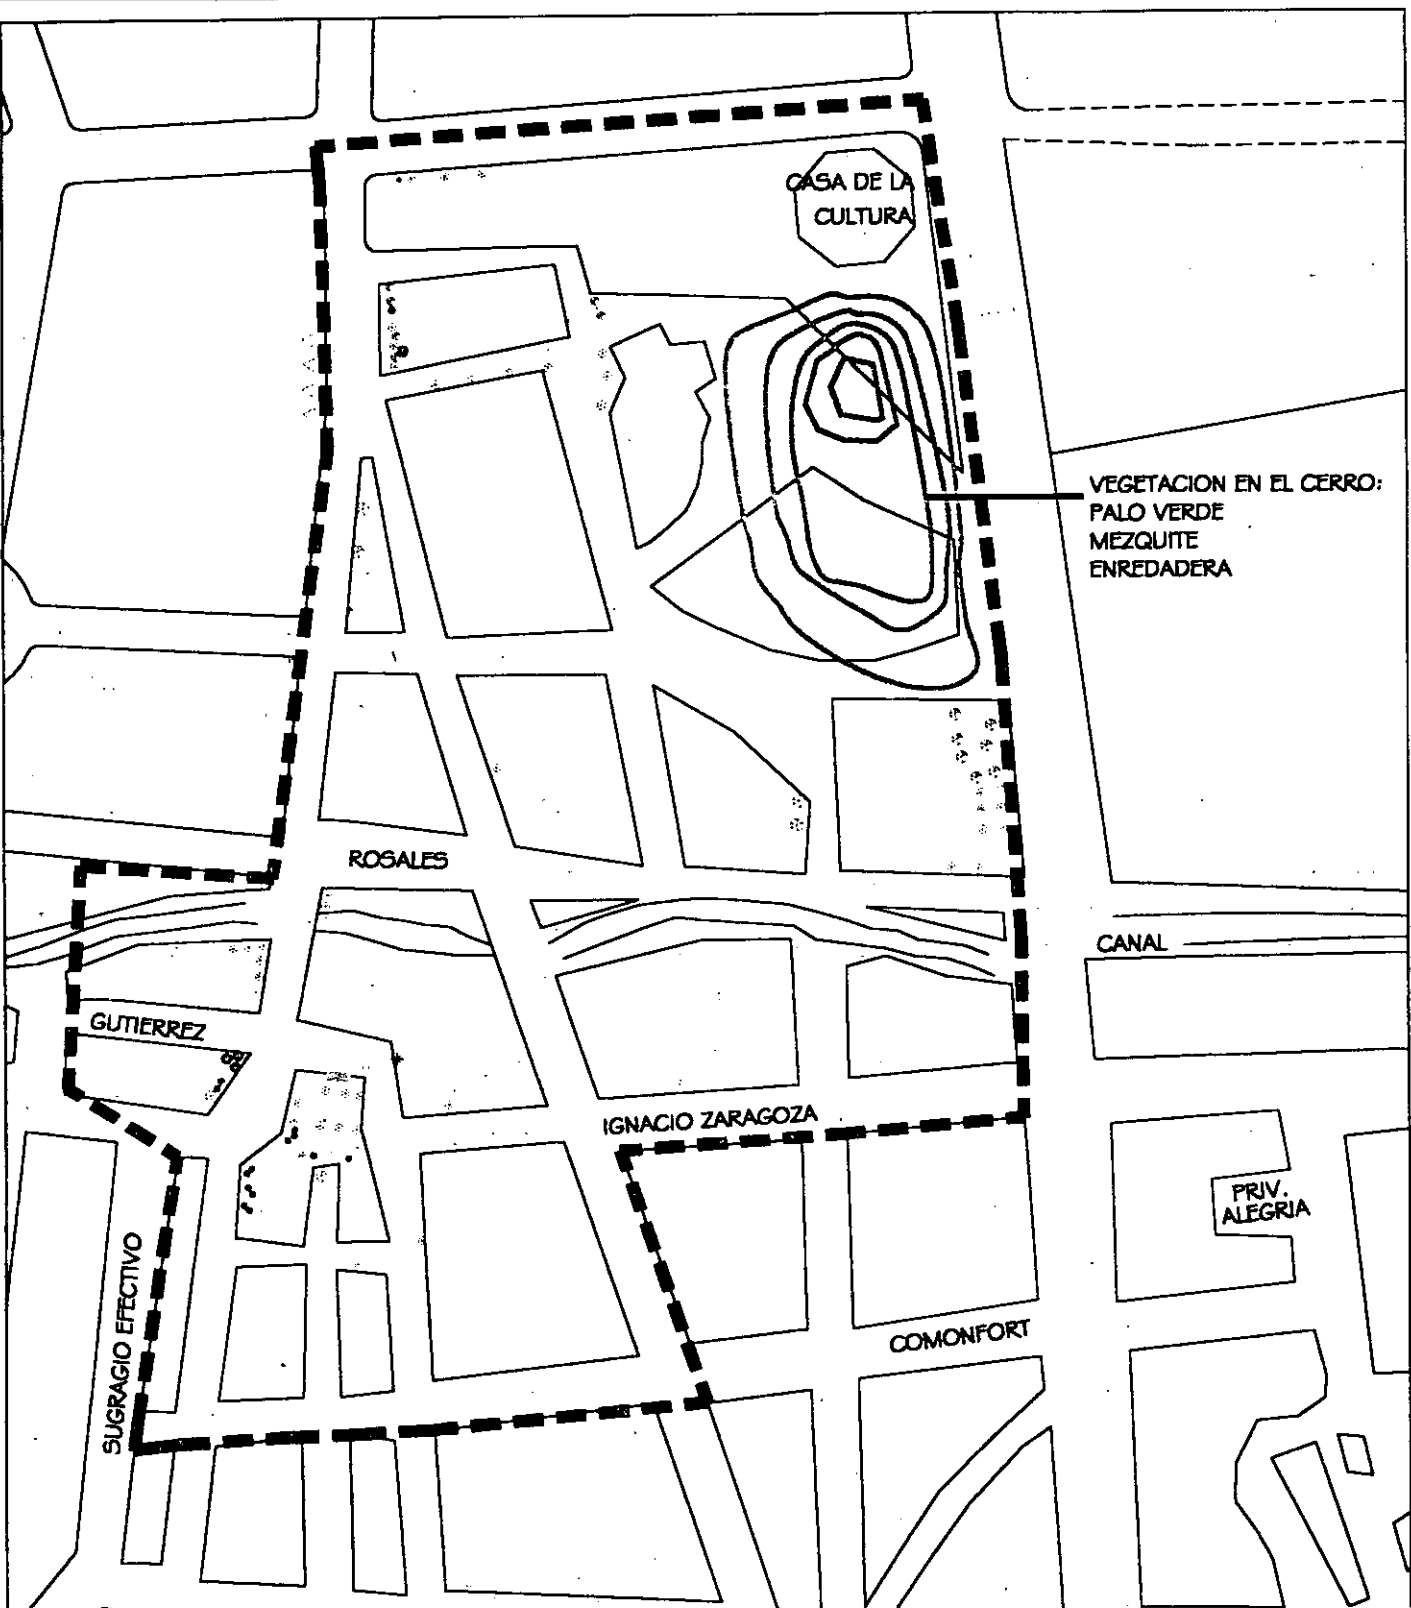 CASA DE LA
CULTURA
VEGETACION EN EL CERRO:
PALO VERDE
MEZQUITE
ENREDADERA
ROSALES
CANAL
GUTIERREZ
IGNACIO ZARAGOZA
PRIV.
ALEGRIA
SUGRAGIO EFECTIVO
COMONFORT